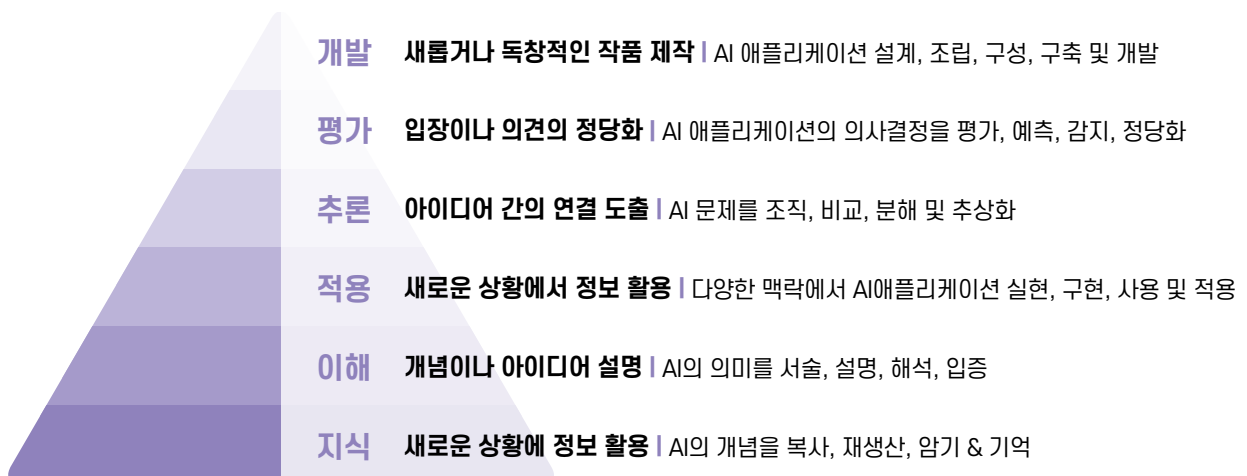 개발 새롭거나 독창적인 작품 제작 | AI 애플리케이션 설계, 조립, 구성, 구축 및 개발
평가 입장이나 의견의 정당화 | AI 애플리케이션의 의사결정을 평가, 예측, 감지, 정당화
추론 아이디어 간의 연결 도출 | AI 문제를 조직, 비교, 분해 및 추상화
적용 새로운 상황에서 정보 활용 | 다양한 맥락에서 AI애플리케이션 실현, 구현, 사용 및 적용
이해 개념이나 아이디어 설명 | AI의 의미를 서술, 설명, 해석, 입증
지식 새로운 상황에 정보 활용 | AI의 개념을 복사, 재생산, 암기 & 기억